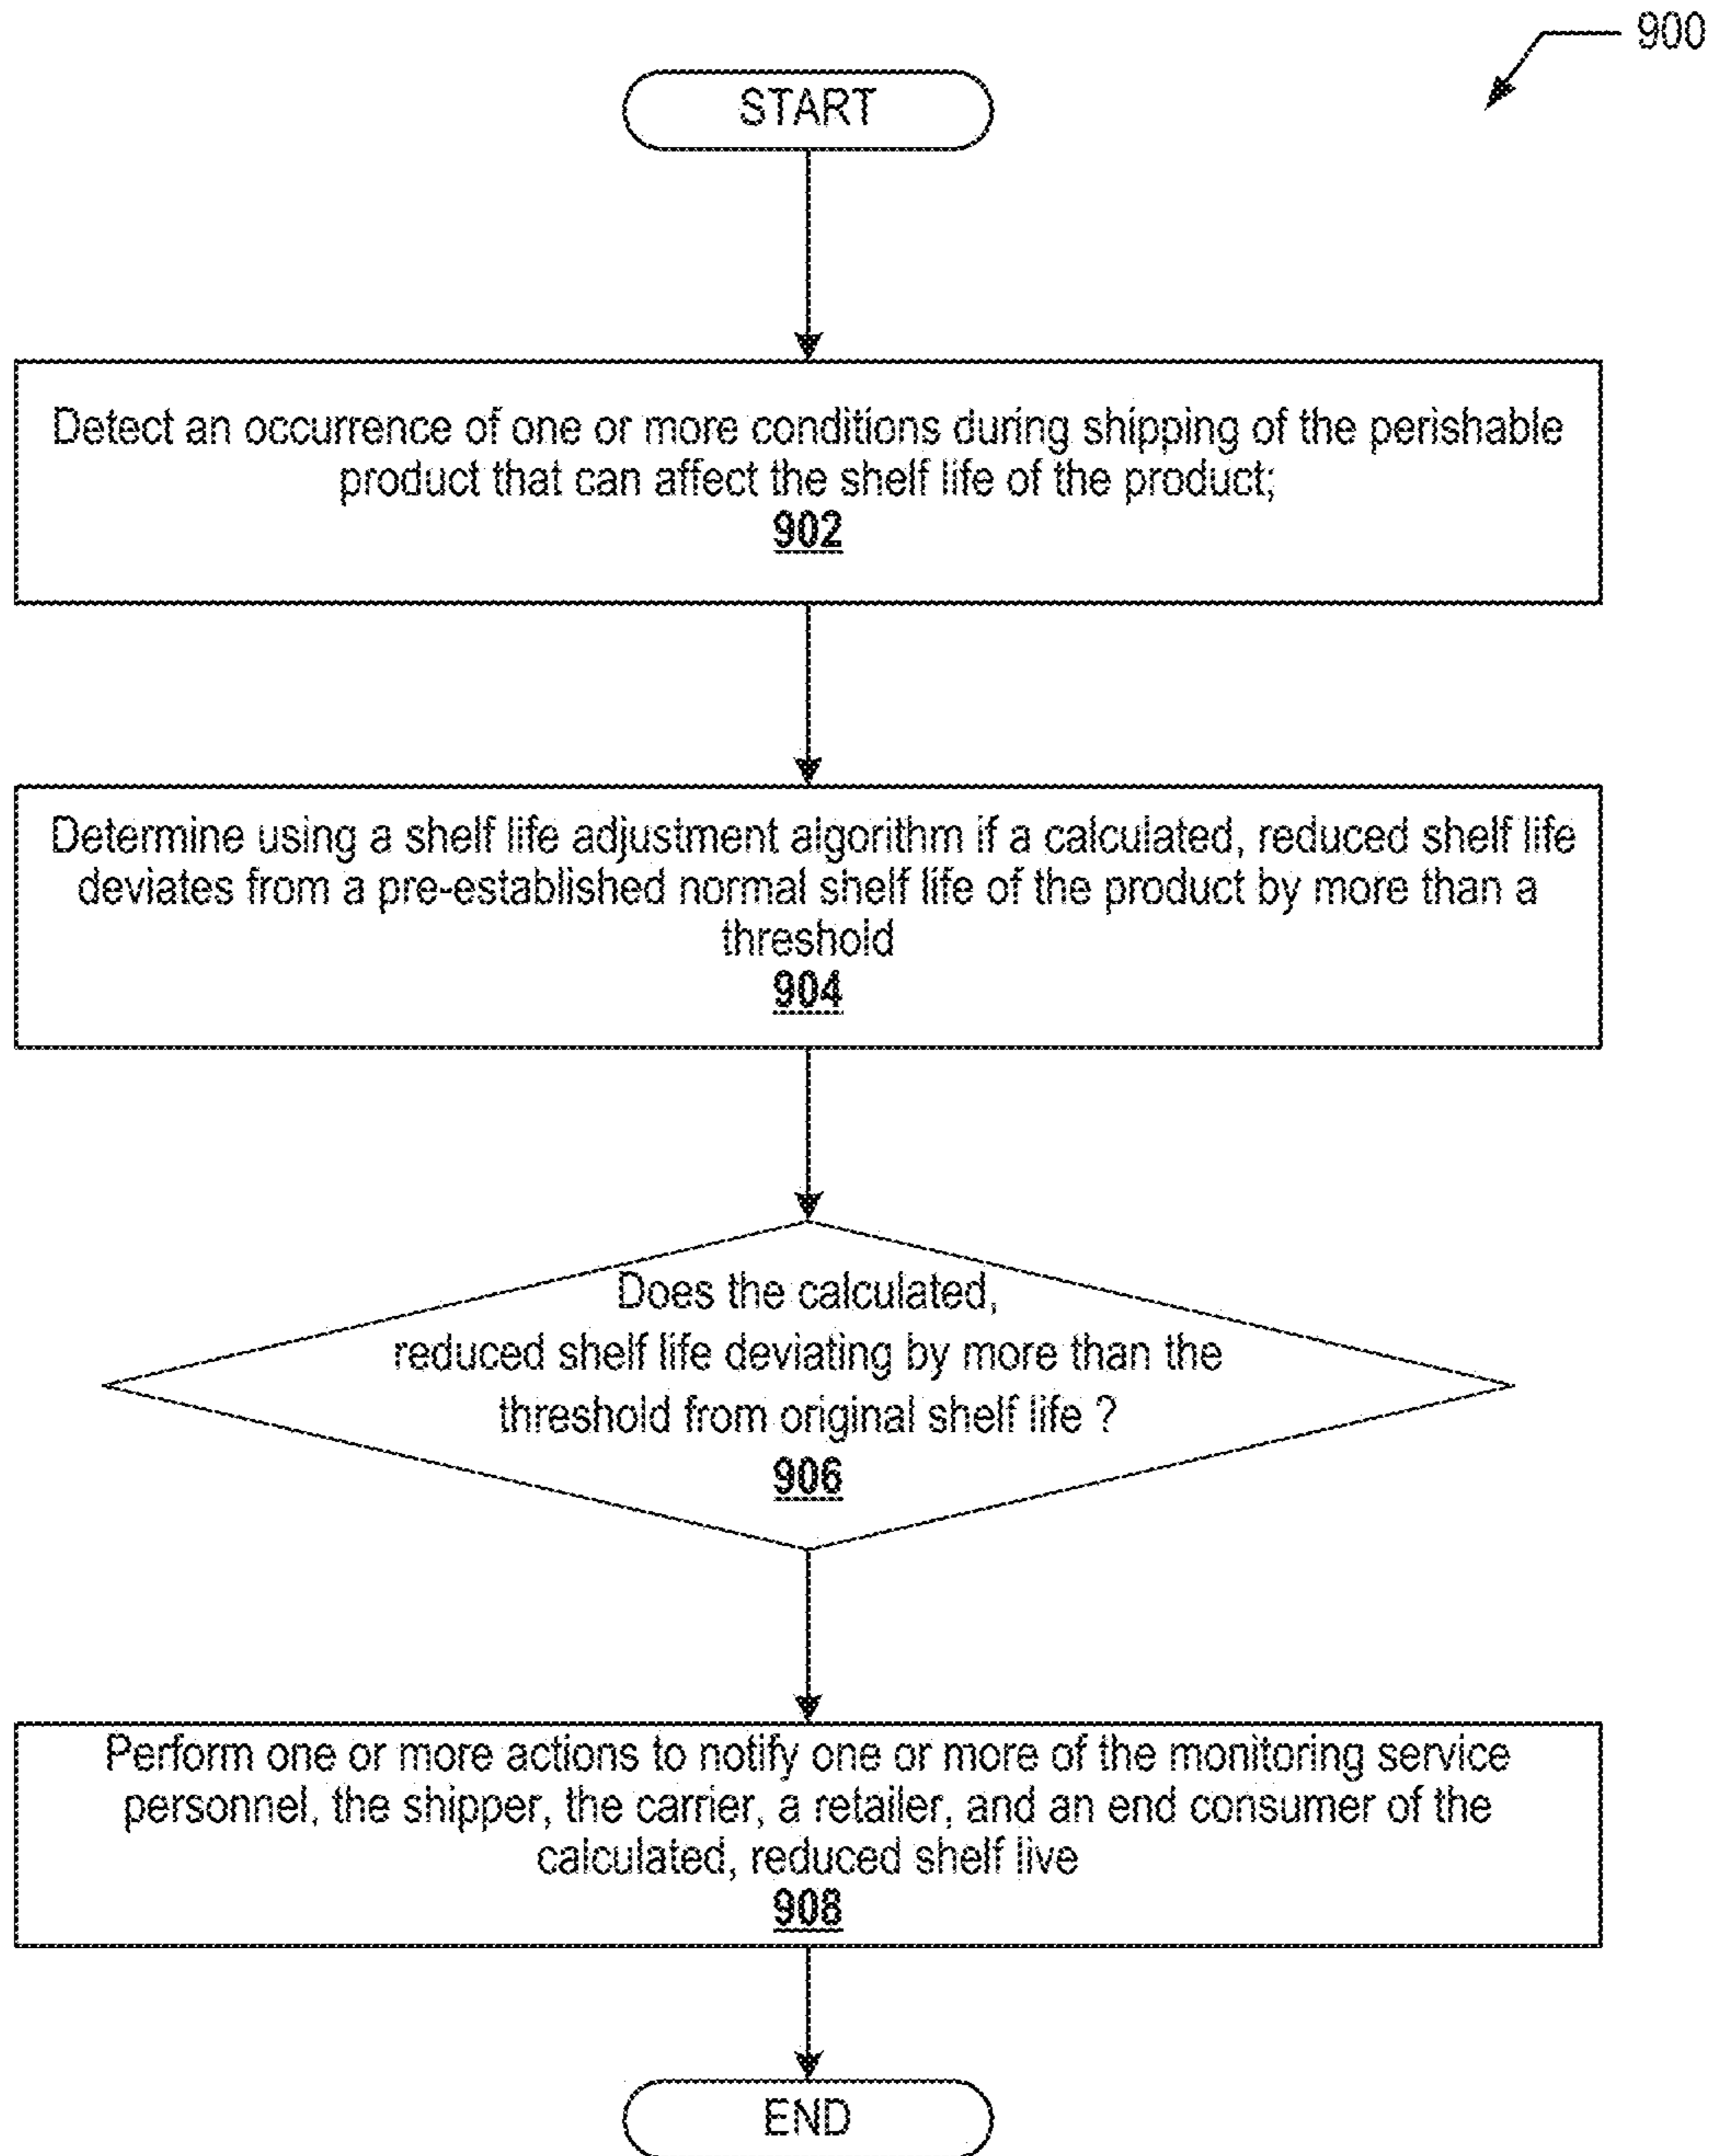 900
START
Detect an occurrence of one or more conditions during shipping of the perishable
product that can affect the shelf life of the product;
902
Determine using a shelf life adjustment algorithm if a calculated, reduced shelf life
deviates from a pre-established normal shelf life of the product by more than a
threshold
904
Does the calculated,
reduced shelf life deviating by more than the
threshold from original shelf life ?
906
Perform one or more actions to notify one or more of the monitoring service
personnel, the shipper, the carrier, a retailer, and an end consumer of the
calculated, reduced shelf live
908
END